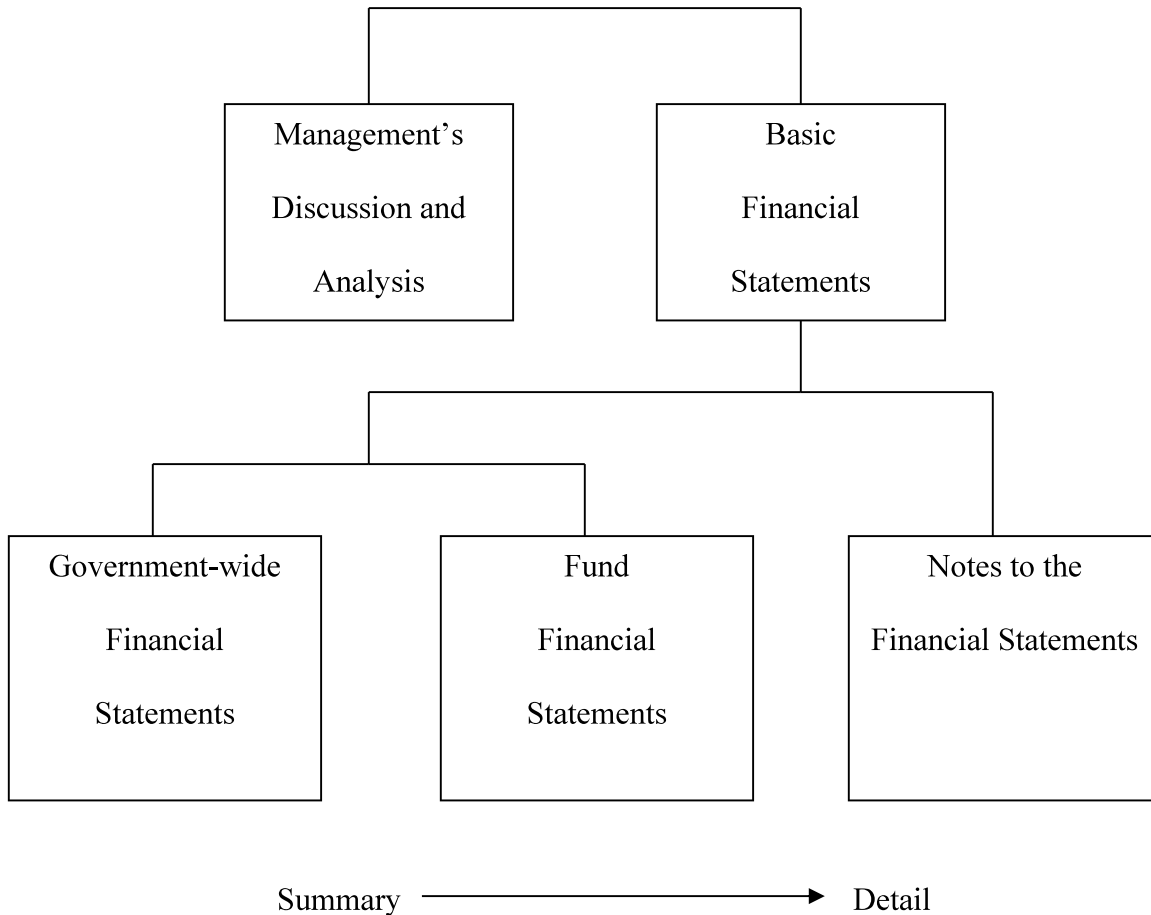 Management’s
Discussion and
Analysis
Basic
Financial
Statements
Government-wide
Financial
Statements
Fund
Financial
Statements
Notes to the
Financial Statements
Summary
Detail